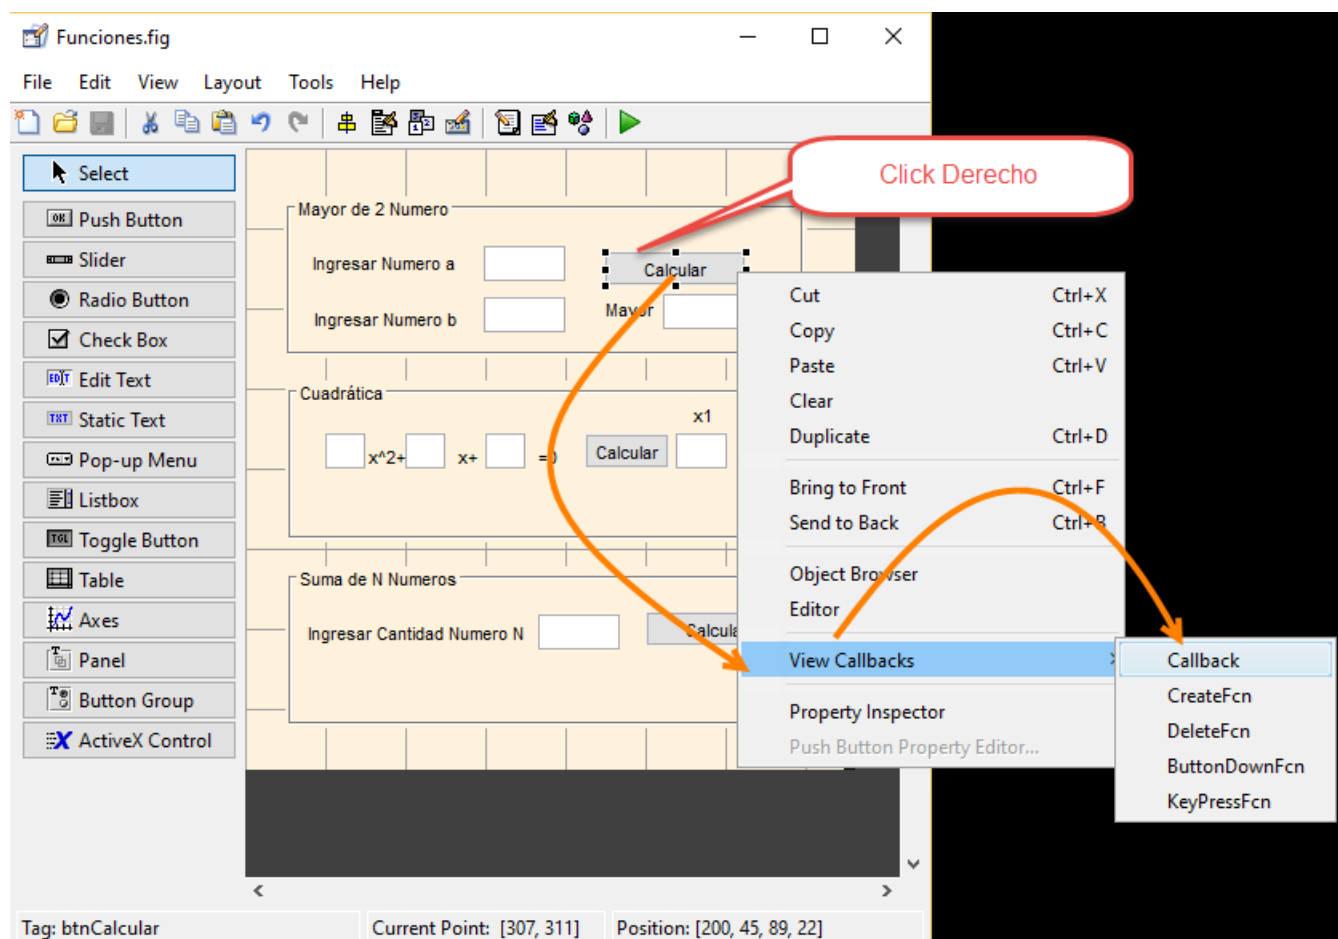 Funciones.fig
File Edit View Layout Tools Help
Select
Push Button
Slider
Radio Button
Check Box
Edit Text
Static Text
Pop-up Menu
Listbox
Toggle Button
Table
Axes
Panel
Button Group
ActiveX Control
Click Derecho
Mayor de 2 Numero
Ingresar Numero a
Calcular
Ingresar Numero b
Mayor
Cuadrática
x1
x^2+ x+ =0
Calcular
Suma de N Numeros
Ingresar Cantidad Numero N
Calcula
Cut Ctrl+X
Copy Ctrl+C
Paste Ctrl+V
Clear
Duplicate Ctrl+D
Bring to Front Ctrl+F
Send to Back Ctrl+B
Object Browser
Editor
View Callbacks
Property Inspector
Push Button Property Editor...
Callback
CreateFcn
DeleteFcn
ButtonDownFcn
KeyPressFcn
Tag: btnCalcular
Current Point: [307, 311]
Position: [200, 45, 89, 22]